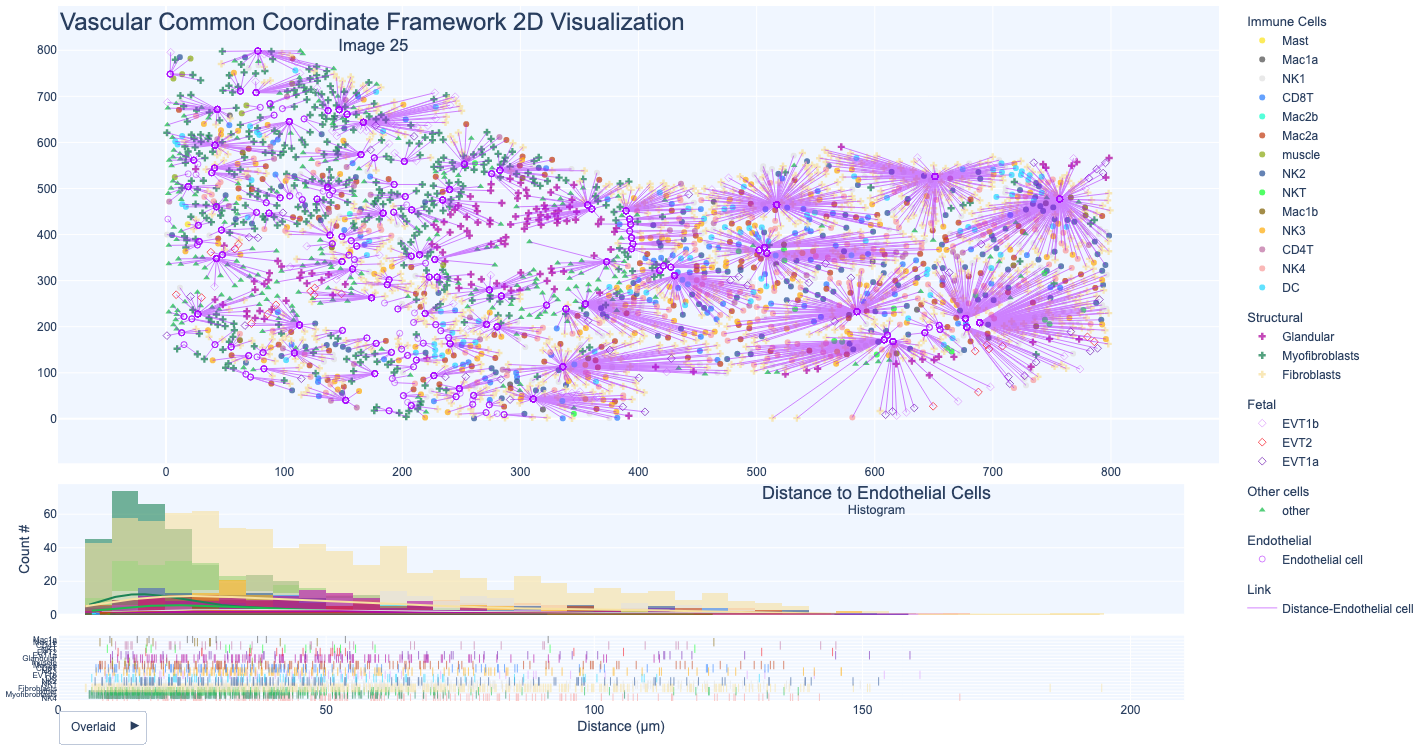 Vascular Common Coordinate Framework 2D Visualization
Image 25
800
700
600
500
400
300
200
100
0
0 100 200 300 400 500 600 700 800
Immune Cells
Mast
Mac1a
NK1
CD8T
Mac2b
Mac2a
muscle
NK2
NKT
Mac1b
NK3
CD4T
NK4
DC
Structural
Glandular
Myofibroblasts
Fibroblasts
Fetal
EVT1b
EVT2
EVT1a
Other cells
other
Endothelial
Endothelial cell
Link
Distance-Endothelial cell
Distance to Endothelial Cells
Histogram
Count #
60
40
20
0
Mac1a
Glandular
Fibroblasts
Myofibroblasts
NK4
0 50 100 150 200
Distance (μm)
Overlaid ►